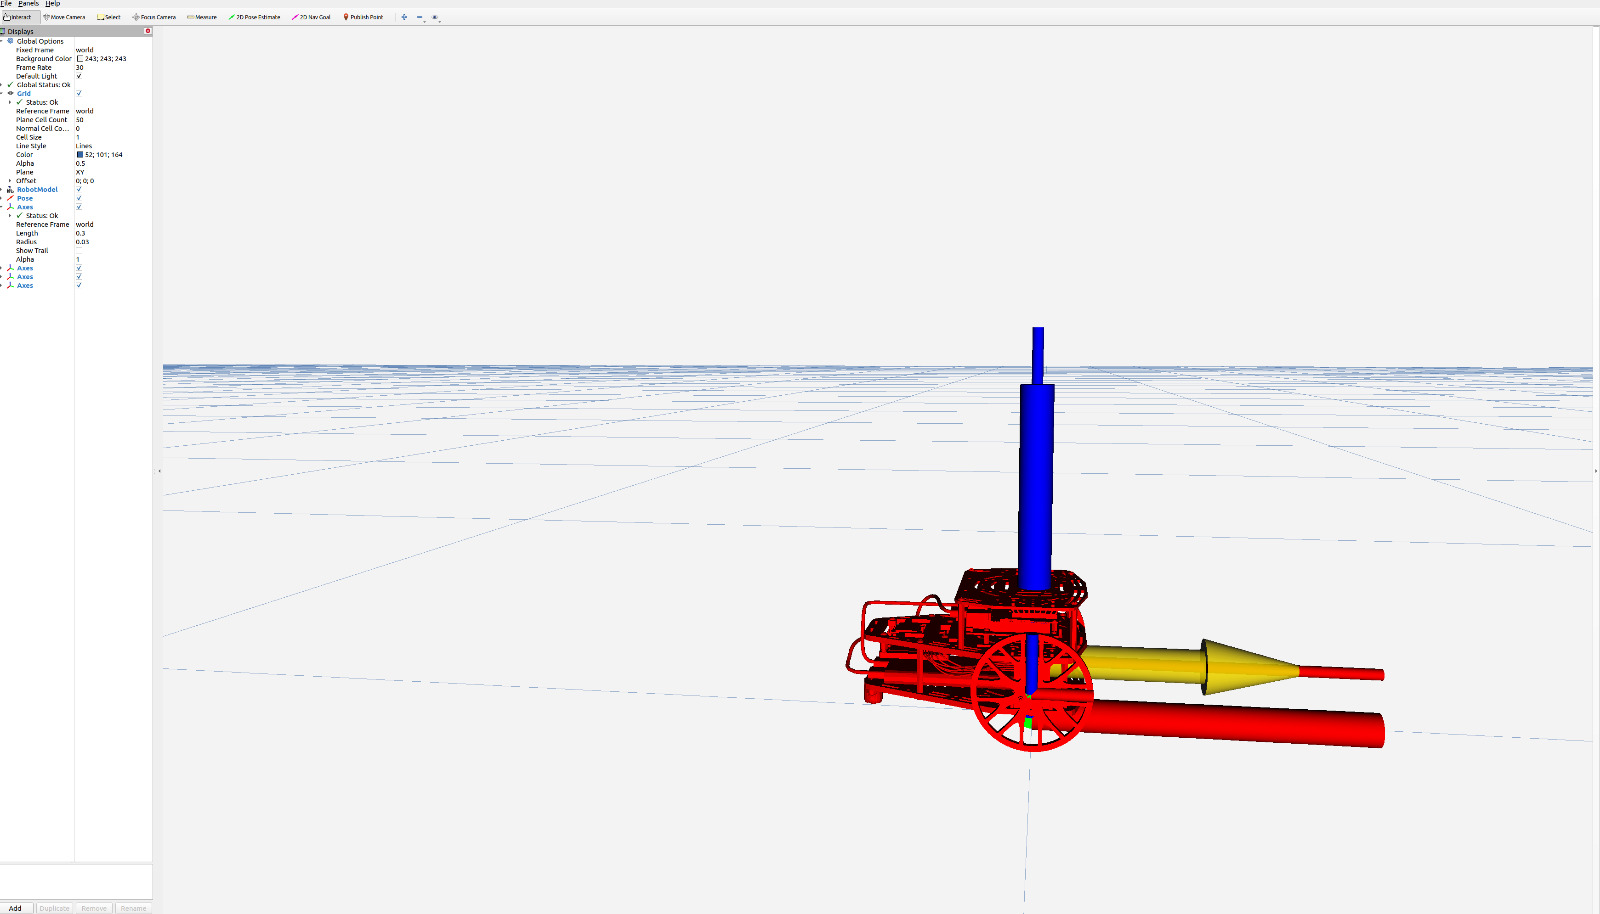 File Panels Help
Interact Move Camera Select Focus Camera Measure 2D Pose Estimate 2D Nav Goal Publish Point
Displays
Global Options
Fixed Frame world
Background Color 243; 243; 243
Frame Rate 30
Default Light
Global Status: Ok
Grid
Status: Ok
Reference Frame world
Plane Cell Count 50
Normal Cell Co... 0
Cell Size 1
Line Style Lines
Color 52; 101; 164
Alpha 0.5
Plane XY
Offset 0; 0; 0
RobotModel
Pose
Axes
Status: Ok
Reference Frame world
Length 0.3
Radius 0.03
Show Trail
Alpha 1
Axes
Axes
Axes
Add Duplicate Remove Rename